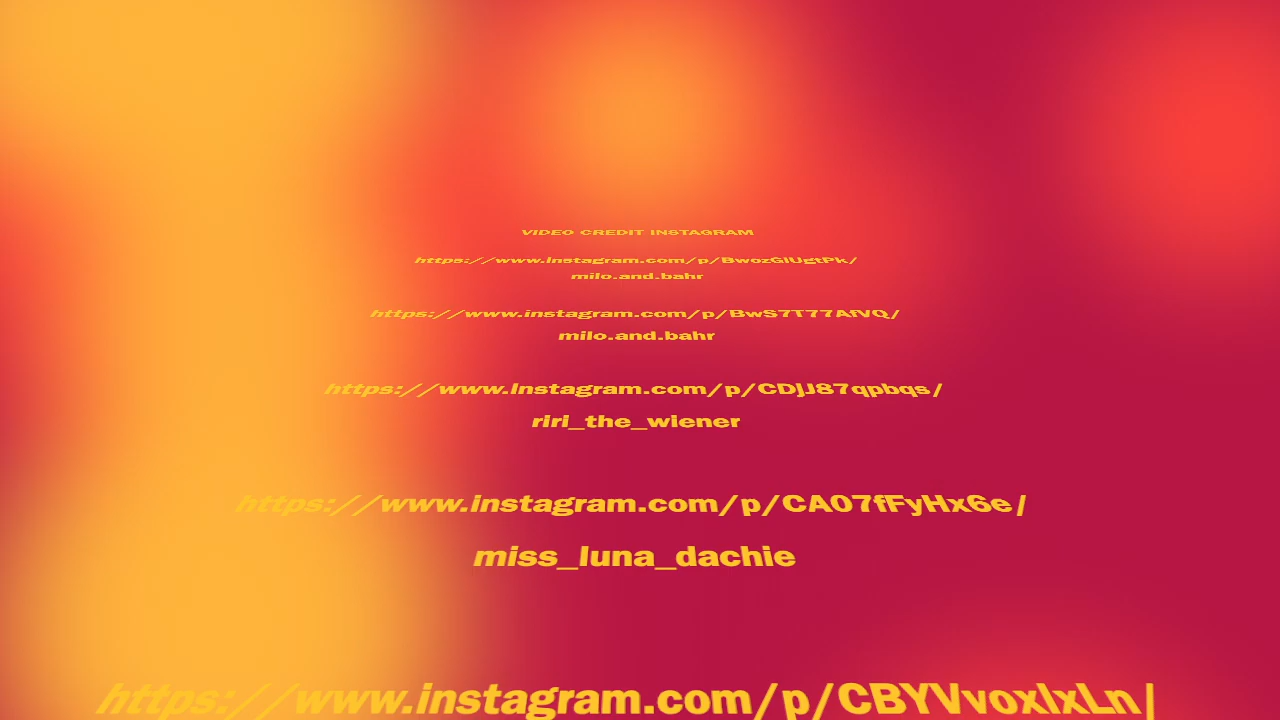 VIDEO CREDIT INSTAGRAM
https://www.instagram.com/p/BwozGlUgtPk/
milo.and.bahr
https://www.instagram.com/p/BwS7T77AfVQ/
milo.and.bahr
https://www.instagram.com/p/CDJJ87qpbqs/
riri_the_wiener
https://www.instagram.com/p/CA07fFyHx6e/
miss_luna_dachie
https://www.instagram.com/p/CBYVvoxlxLn/